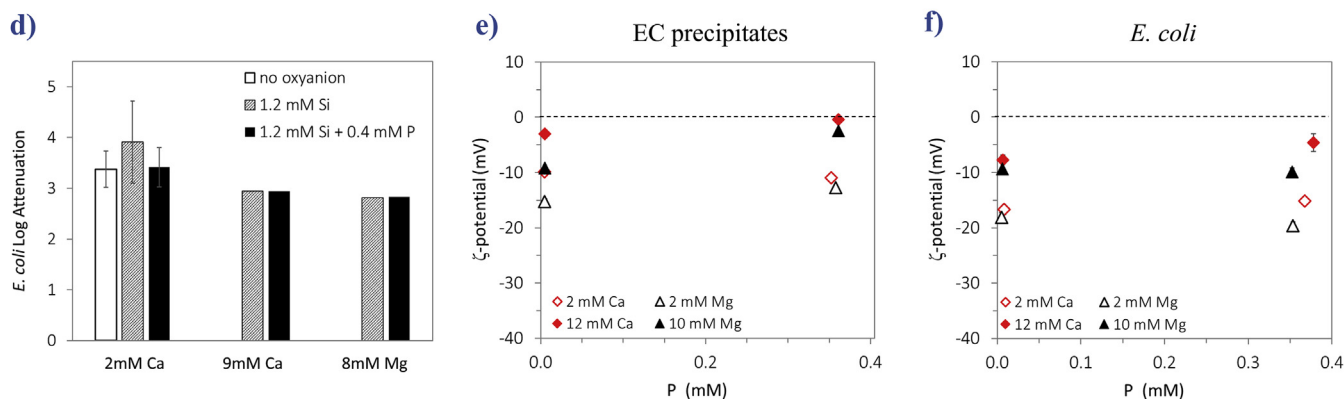 d)
5
4
3
2
1
0
E. coli Log Attenuation
no oxyanion
1.2 mM Si
1.2 mM Si + 0.4 mM P
2mM Ca
9mM Ca
8mM Mg
e)
EC precipitates
10
0
-10
-20
-30
-40
ζ-potential (mV)
2 mM Ca
2 mM Mg
12 mM Ca
10 mM Mg
0.0
0.2
0.4
P (mM)
f)
E. coli
10
0
-10
-20
-30
-40
ζ-potential (mV)
2 mM Ca
2 mM Mg
12 mM Ca
10 mM Mg
0.0
0.1
0.2
0.3
0.4
P (mM)